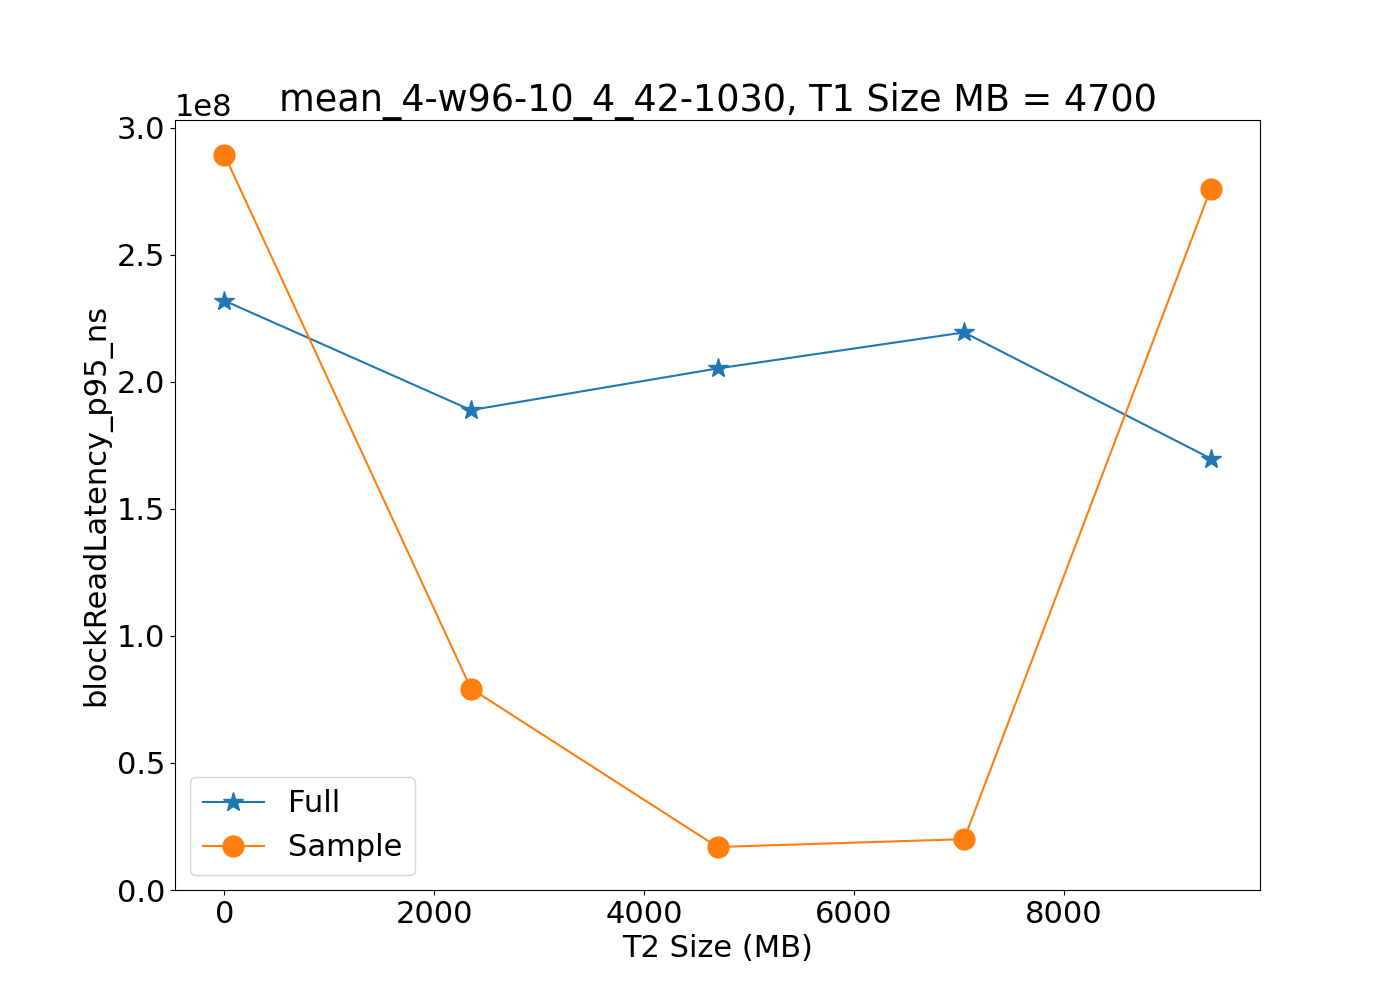 mean_4-w96-10_4_42-1030, T1 Size MB = 4700
1e8
3.0
2.5
2.0
1.5
1.0
0.5
0.0
blockReadLatency_p95_ns
Full
Sample
0 2000 4000 6000 8000
T2 Size (MB)